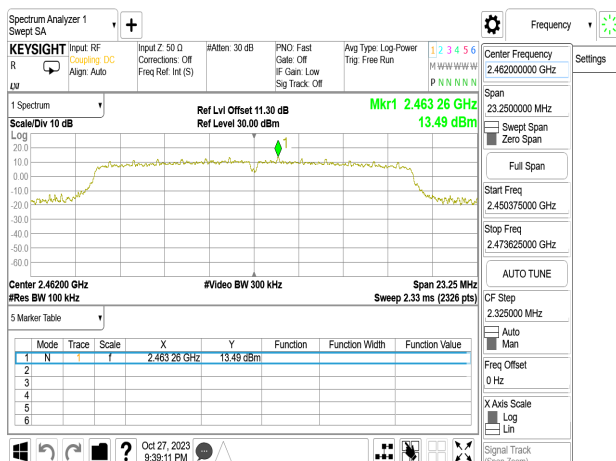 Spectrum Analyzer 1
Swept SA
+
Frequency
KEYSIGHT
R
Input: RF
Coupling: DC
Align: Auto
Input Z: 50 Ω
Corrections: Off
Freq Ref: Int (S)
#Atten: 30 dB
PNO: Fast
Gate: Off
IF Gain: Low
Sig Track: Off
Avg Type: Log-Power
Trig: Free Run
1 2 3 4 5 6
M W W W W W
P N N N N N
Center Frequency
2.462000000 GHz
Settings
Span
23.2500000 MHz
Swept Span
Zero Span
Full Span
Start Freq
2.450375000 GHz
Stop Freq
2.473625000 GHz
AUTO TUNE
CF Step
2.325000 MHz
Auto
Man
Freq Offset
0 Hz
X Axis Scale
Log
Lin
Signal Track
(Span Zoom)
1 Spectrum
Scale/Div 10 dB
Ref Lvl Offset 11.30 dB
Ref Level 30.00 dBm
Mkr1 2.463 26 GHz
13.49 dBm
Log
20.0
10.0
0.00
-10.0
-20.0
-30.0
-40.0
-50.0
-60.0
1
Center 2.46200 GHz
#Res BW 100 kHz
#Video BW 300 kHz
Span 23.25 MHz
Sweep 2.33 ms (2326 pts)
5 Marker Table
Mode Trace Scale X Y Function Function Width Function Value
1 N 1 f 2.463 26 GHz 13.49 dBm
2
3
4
5
6
?
Oct 27, 2023
9:39:11 PM